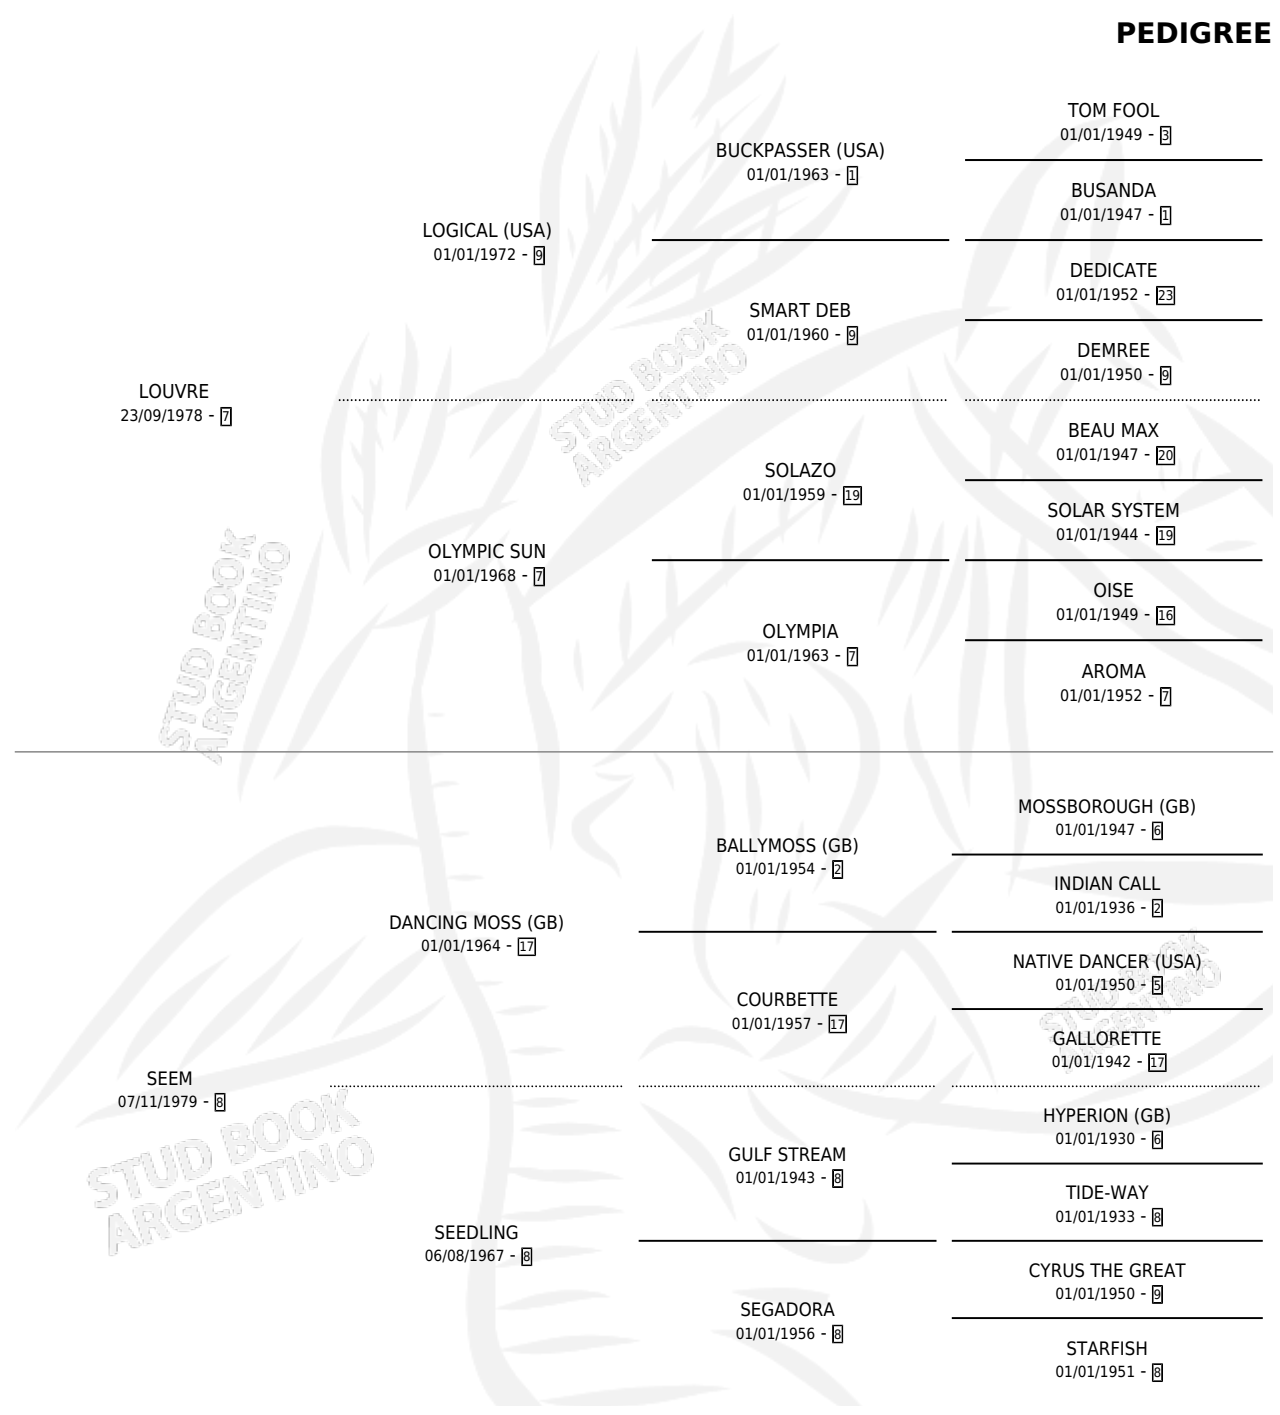 PEDIGREE
TOM FOOL
01/01/1949 - 3
BUCKPASSER (USA)
01/01/1963 - 1
BUSANDA
01/01/1947 - 1
LOGICAL (USA)
01/01/1972 - 9
DEDICATE
01/01/1952 - 23
SMART DEB
01/01/1960 - 9
DEMREE
01/01/1950 - 9
LOUVRE
23/09/1978 - 7
STUD BOOK
ARGENTINO
BEAU MAX
01/01/1947 - 20
SOLAZO
01/01/1959 - 19
SOLAR SYSTEM
01/01/1944 - 19
OLYMPIC SUN
01/01/1968 - 7
OISE
01/01/1949 - 16
OLYMPIA
01/01/1963 - 7
AROMA
01/01/1952 - 7
STUD BOOK
ARGENTINO
MOSSBOROUGH (GB)
01/01/1947 - 6
BALLYMOSS (GB)
01/01/1954 - 2
INDIAN CALL
01/01/1936 - 2
DANCING MOSS (GB)
01/01/1964 - 17
NATIVE DANCER (USA)
01/01/1950 - 5
COURBETTE
01/01/1957 - 17
GALLORETTE
01/01/1942 - 17
STUD BOOK
ARGENTINO
SEEM
07/11/1979 - 8
HYPERION (GB)
01/01/1930 - 6
GULF STREAM
01/01/1943 - 8
TIDE-WAY
01/01/1933 - 8
STUD BOOK
ARGENTINO
SEEDLING
06/08/1967 - 8
CYRUS THE GREAT
01/01/1950 - 9
SEGADORA
01/01/1956 - 8
STARFISH
01/01/1951 - 8